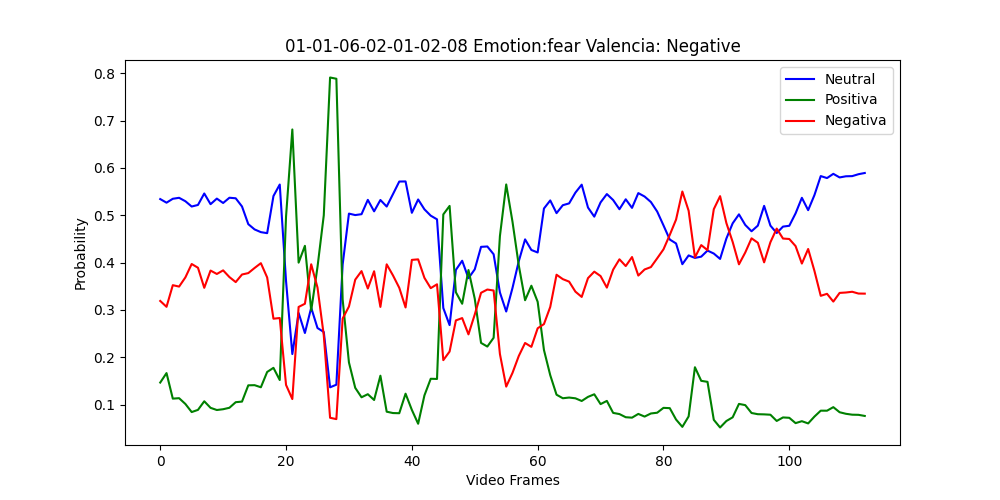 01-01-06-02-01-02-08 Emotion:fear Valencia: Negative
Neutral
Positiva
Negativa
0.8
0.7
0.6
0.5
0.4
0.3
0.2
0.1
Probability
0 20 40 60 80 100
Video Frames